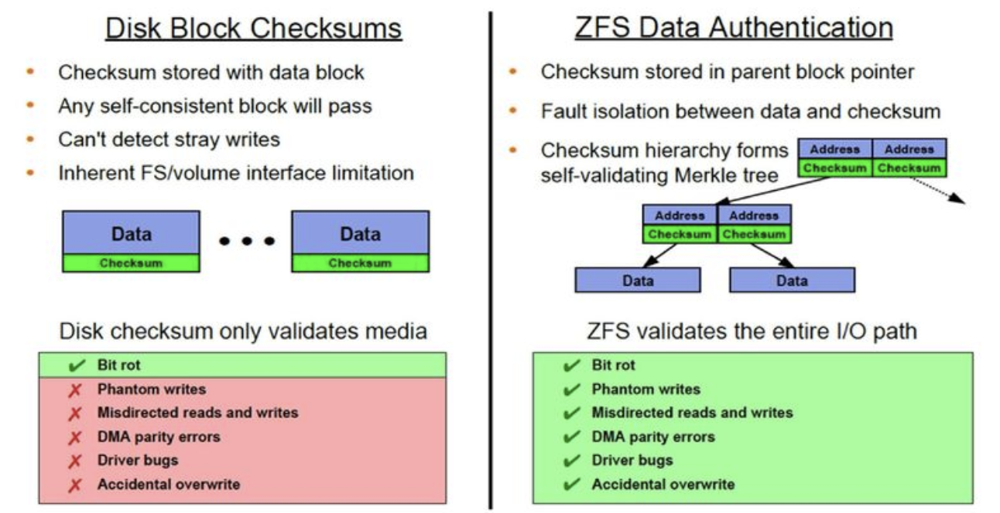 Disk Block Checksums
• Checksum stored with data block
• Any self-consistent block will pass
• Can't detect stray writes
• Inherent FS/volume interface limitation
Data
Checksum
• • •
Data
Checksum
Disk checksum only validates media
✔ Bit rot
✗ Phantom writes
✗ Misdirected reads and writes
✗ DMA parity errors
✗ Driver bugs
✗ Accidental overwrite
ZFS Data Authentication
• Checksum stored in parent block pointer
• Fault isolation between data and checksum
• Checksum hierarchy forms
self-validating Merkle tree
Address Address
Checksum Checksum
Address Address
Checksum Checksum
Data
Data
ZFS validates the entire I/O path
✔ Bit rot
✔ Phantom writes
✔ Misdirected reads and writes
✔ DMA parity errors
✔ Driver bugs
✔ Accidental overwrite